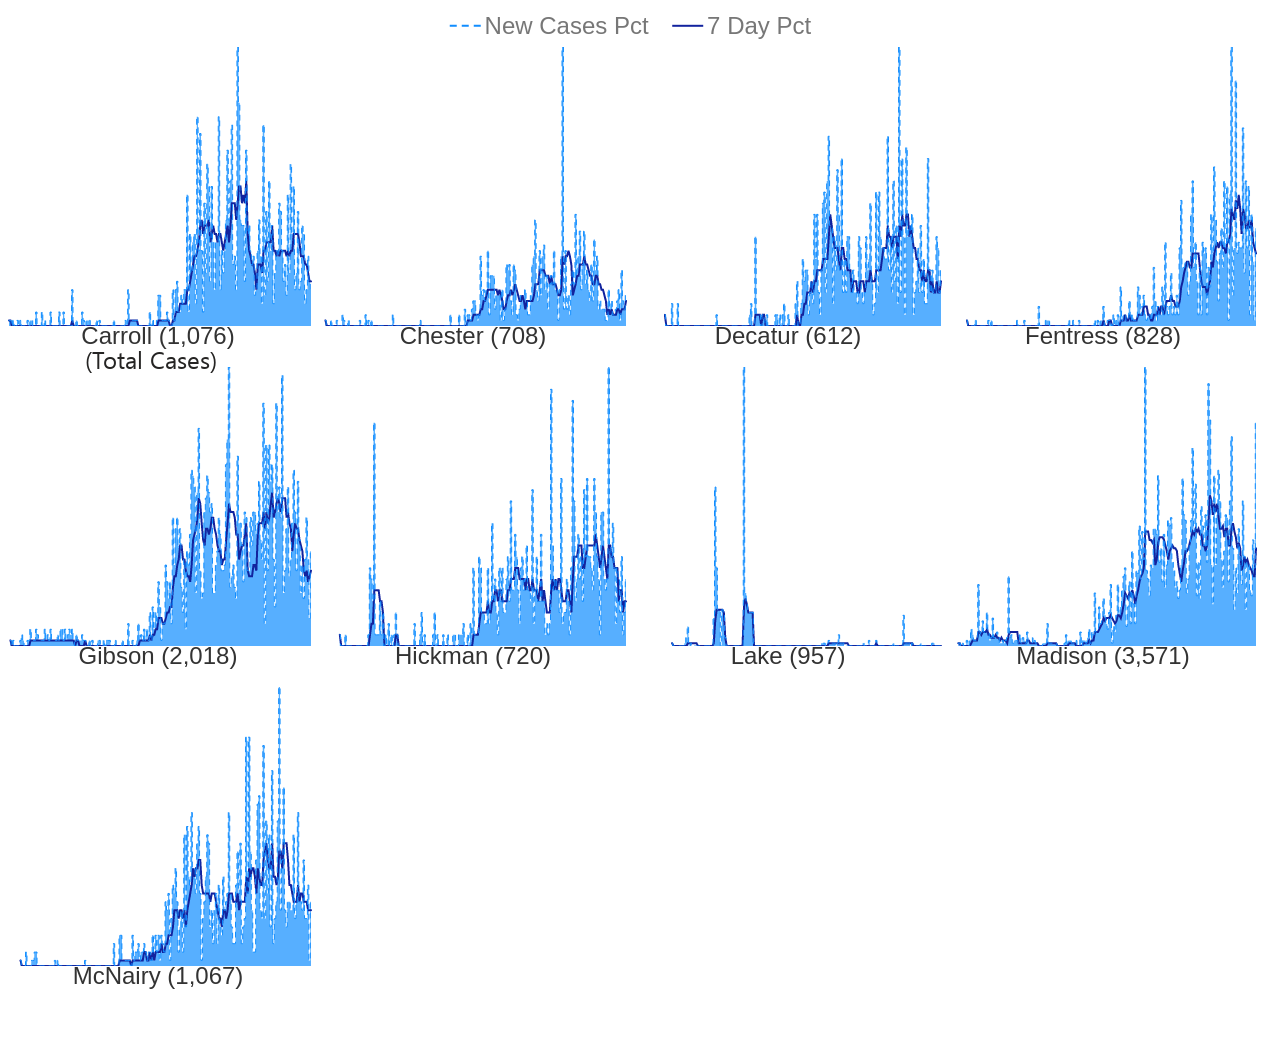 New Cases Pct 7 Day Pct
Carroll (1,076) Chester (708) Decatur (612) Fentress (828)
(Total Cases)
Gibson (2,018) Hickman (720) Lake (957) Madison (3,571)
McNairy (1,067)